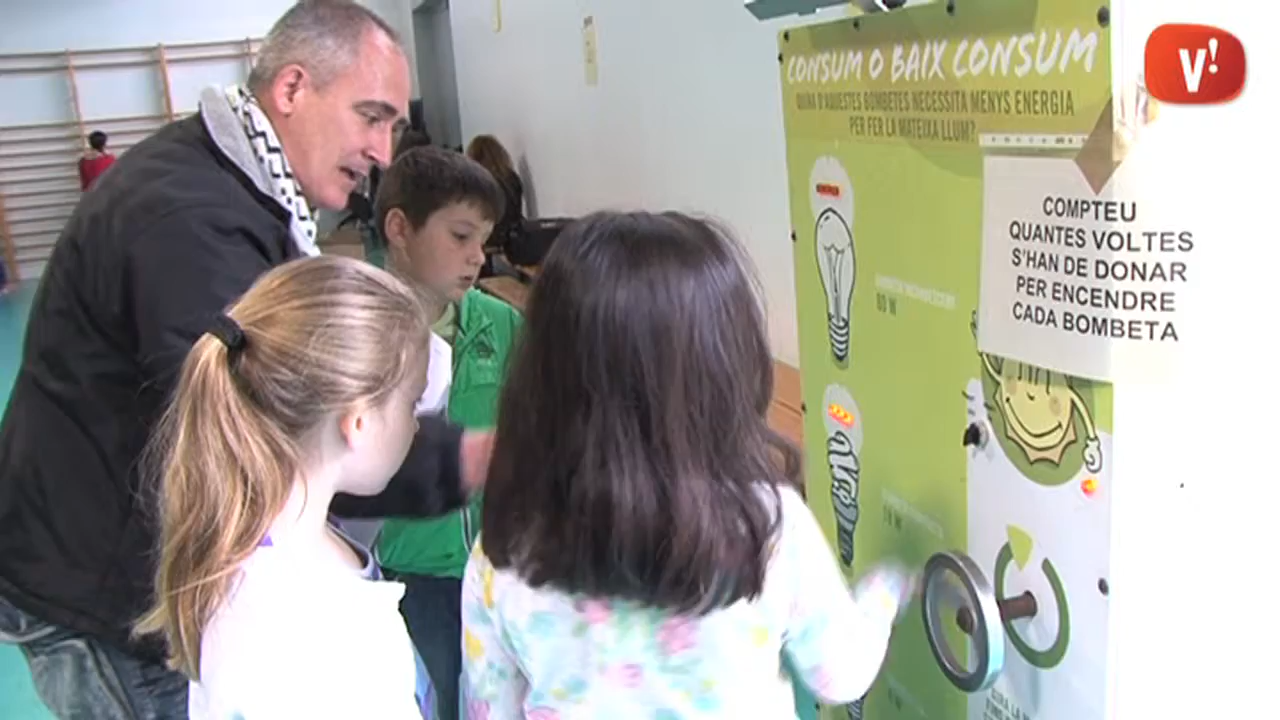 CONSUM O BAIX CONSUM
QUINA D'AQUESTES BOMBETES NECESSITA MENYS ENERGIA
PER FER LA MATEIXA LLUM?
V!
COMPTEU
QUANTES VOLTES
S'HAN DE DONAR
PER ENCENDRE
CADA BOMBETA